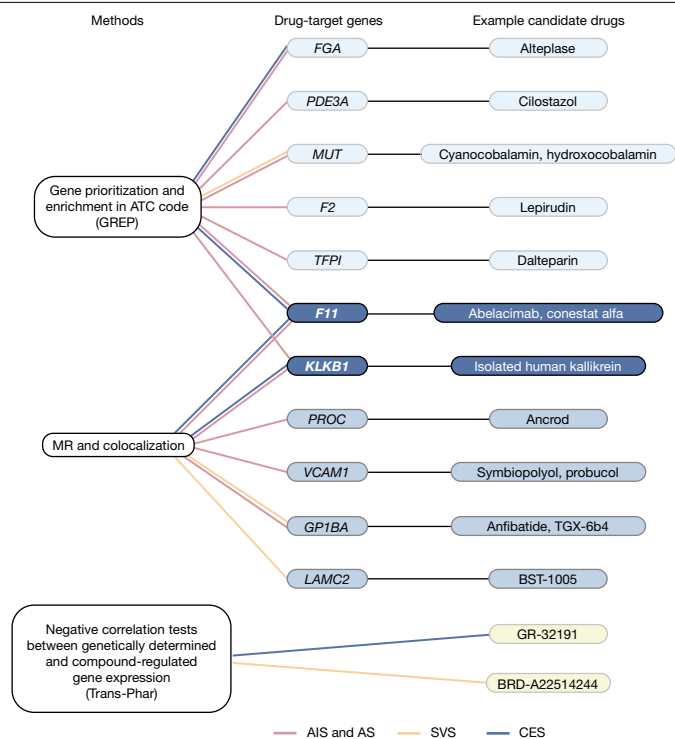 Methods
Drug-target genes
Example candidate drugs
FGA
Alteplase
PDE3A
Cilostazol
MUT
Cyanocobalamin, hydroxocobalamin
Gene prioritization and
enrichment in ATC code
(GREP)
F2
Lepirudin
TFPI
Dalteparin
F11
Abelacimab, conestat alfa
KLKB1
Isolated human kallikrein
PROC
Ancrod
MR and colocalization
VCAM1
Symbiopolyol, probucol
GP1BA
Anfibatide, TGX-6b4
LAMC2
BST-1005
Negative correlation tests
between genetically determined
and compound-regulated
gene expression
(Trans-Phar)
GR-32191
BRD-A22514244
AIS and AS
SVS
CES